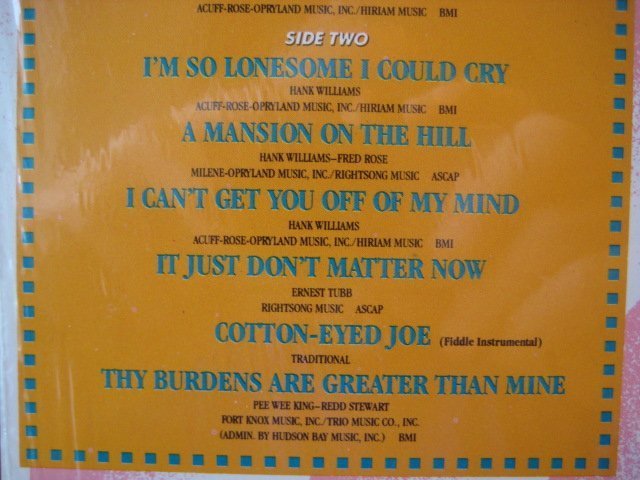 ACUFF-ROSE-OPRYLAND MUSIC, INC./HIRIAM MUSIC BMI
SIDE TWO
I'M SO LONESOME I COULD CRY
HANK WILLIAMS
ACUFF-ROSE-OPRYLAND MUSIC, INC./HIRIAM MUSIC BMI
A MANSION ON THE HILL
HANK WILLIAMS–FRED ROSE
MILENE-OPRYLAND MUSIC, INC./RIGHTSONG MUSIC ASCAP
I CAN'T GET YOU OFF OF MY MIND
HANK WILLIAMS
ACUFF-ROSE-OPRYLAND MUSIC, INC./HIRIAM MUSIC BMI
IT JUST DON'T MATTER NOW
ERNEST TUBB
RIGHTSONG MUSIC ASCAP
COTTON-EYED JOE (Fiddle Instrumental)
TRADITIONAL
THY BURDENS ARE GREATER THAN MINE
PEE WEE KING–REDD STEWART
FORT KNOX MUSIC, INC./TRIO MUSIC CO., INC.
(ADMIN. BY HUDSON BAY MUSIC, INC.) BMI